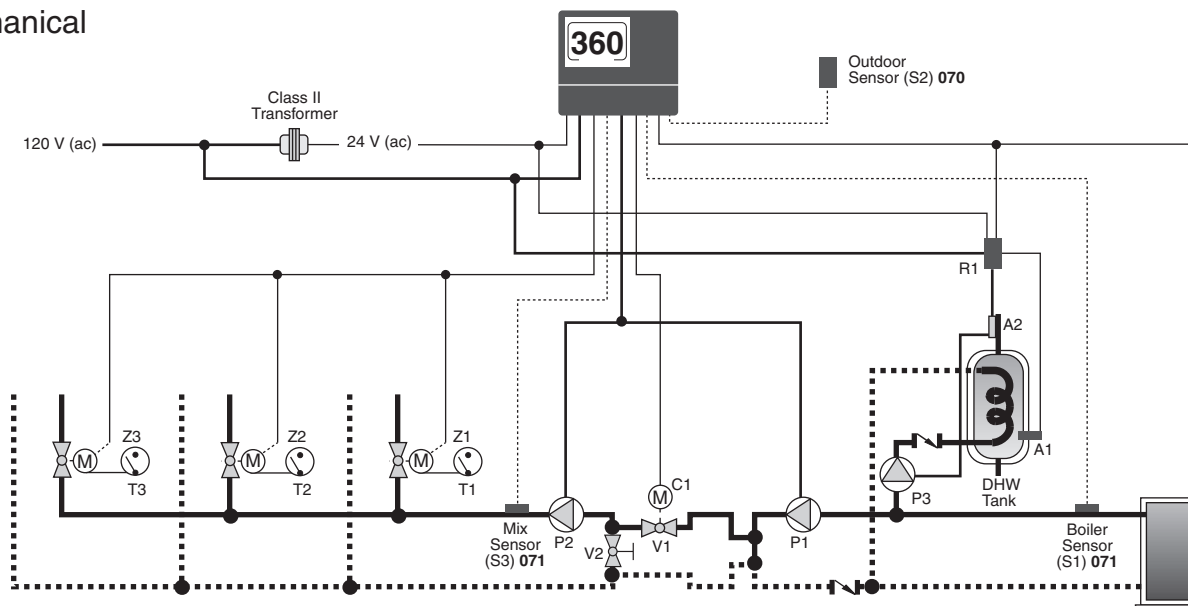 hanical
360
Outdoor
Sensor (S2) 070
Class II
Transformer
120 V (ac)
24 V (ac)
R1
A2
Z3
Z2
Z1
M
M
M
M
C1
A1
T3
T2
T1
P3
DHW
Tank
Mix
Sensor
(S3) 071
P2
V2
V1
P1
Boiler
Sensor
(S1) 071